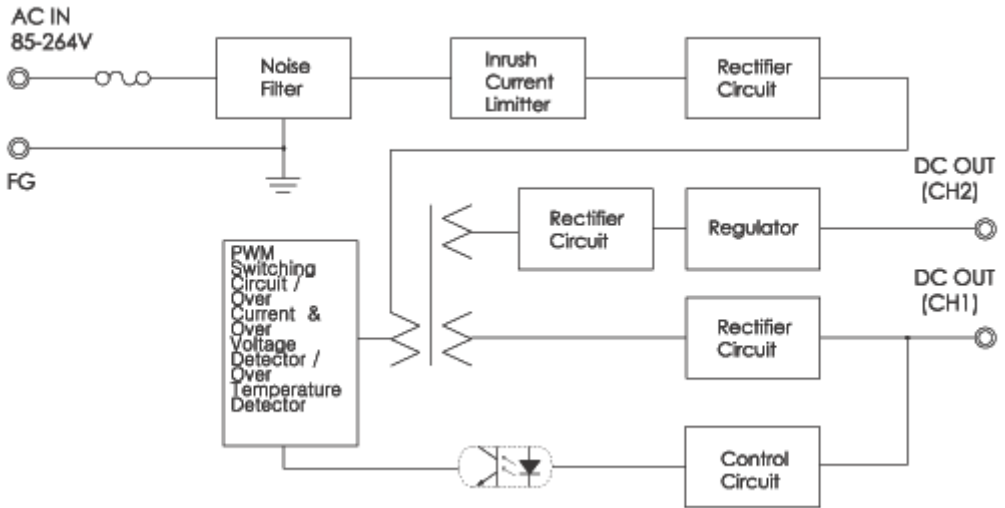 AC IN
85-264V
Noise
Filter
Inrush
Current
Limitter
Rectifier
Circuit
FG
DC OUT
(CH2)
Rectifier
Circuit
Regulator
PWM
Switching
Circuit /
Over
Current &
Over
Voltage
Detector /
Over
Temperature
Detector
DC OUT
(CH1)
Rectifier
Circuit
Control
Circuit